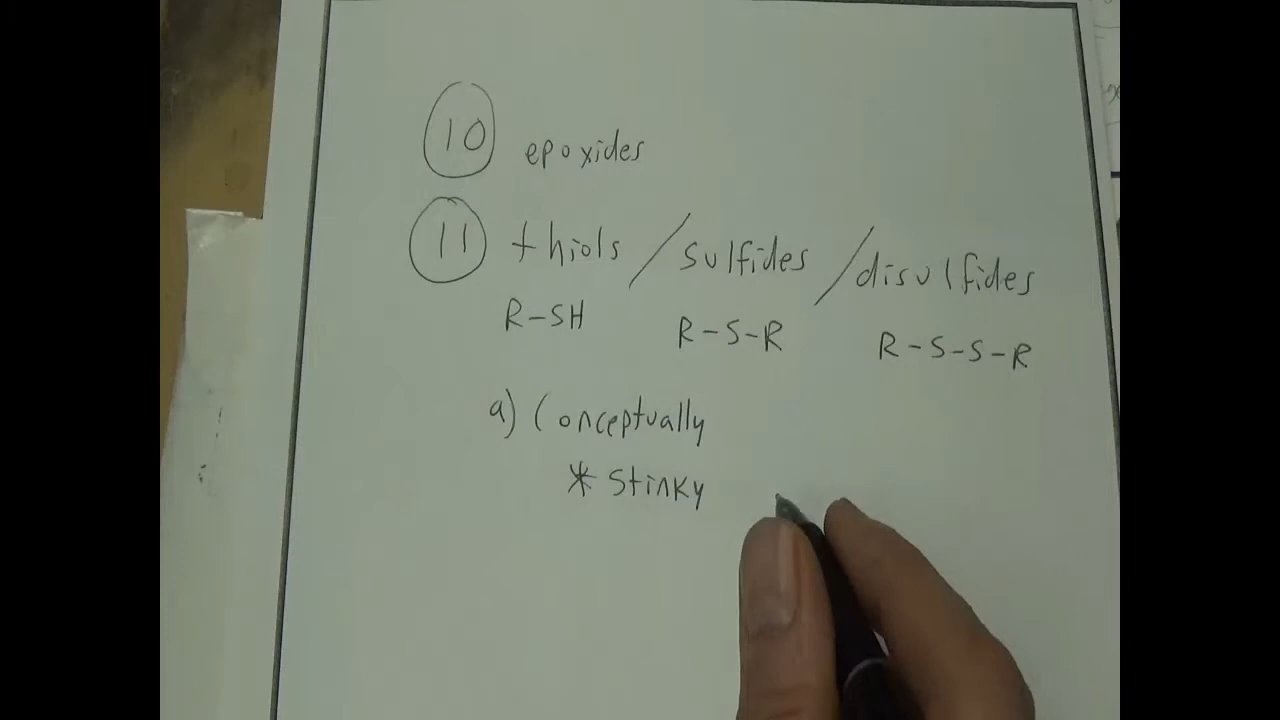 10 epoxides
11 thiols / sulfides / disulfides
R-SH R-S-R R-S-S-R
a) Conceptually
* Stinky